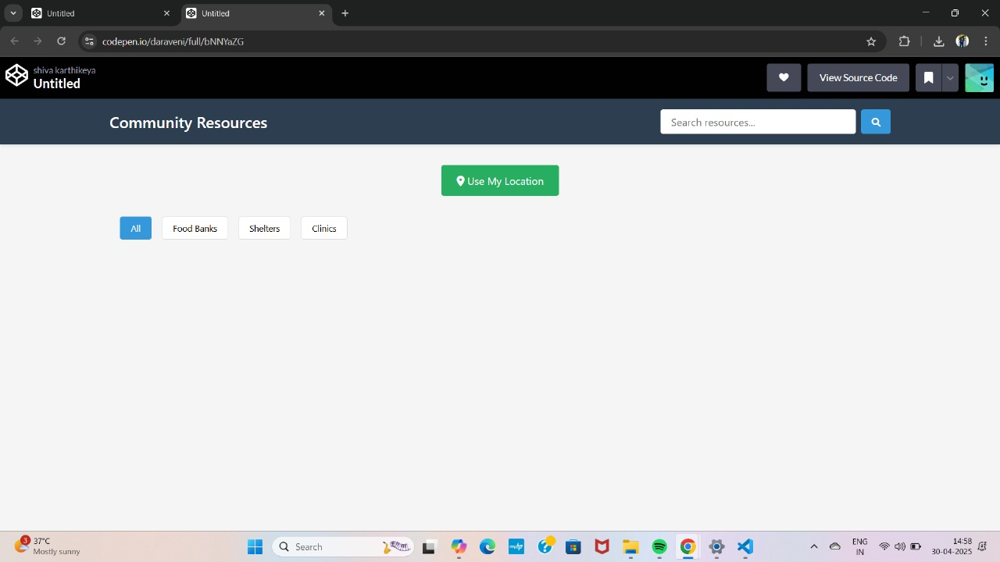 Untitled
Untitled
codepen.io/daraveni/full/bNNYaZG
shiva karthikeya
Untitled
View Source Code
Community Resources
Search resources...
Use My Location
All
Food Banks
Shelters
Clinics
3
37°C
Mostly sunny
Search
myhp
ENG
IN
14:58
30-04-2025